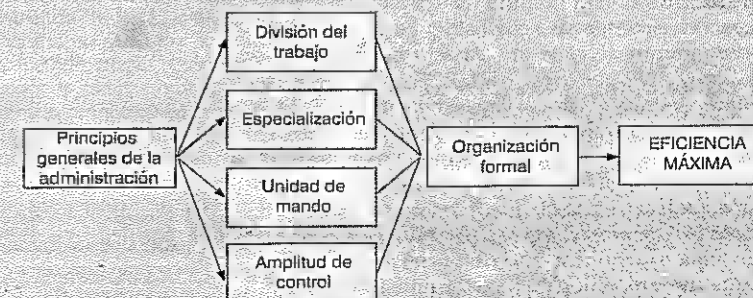 División del
trabajo
Especialización
Principios
generales de la
administración
Organización
formal
EFICIENCIA
MÁXIMA
Unidad de
mando
Amplitud de
control